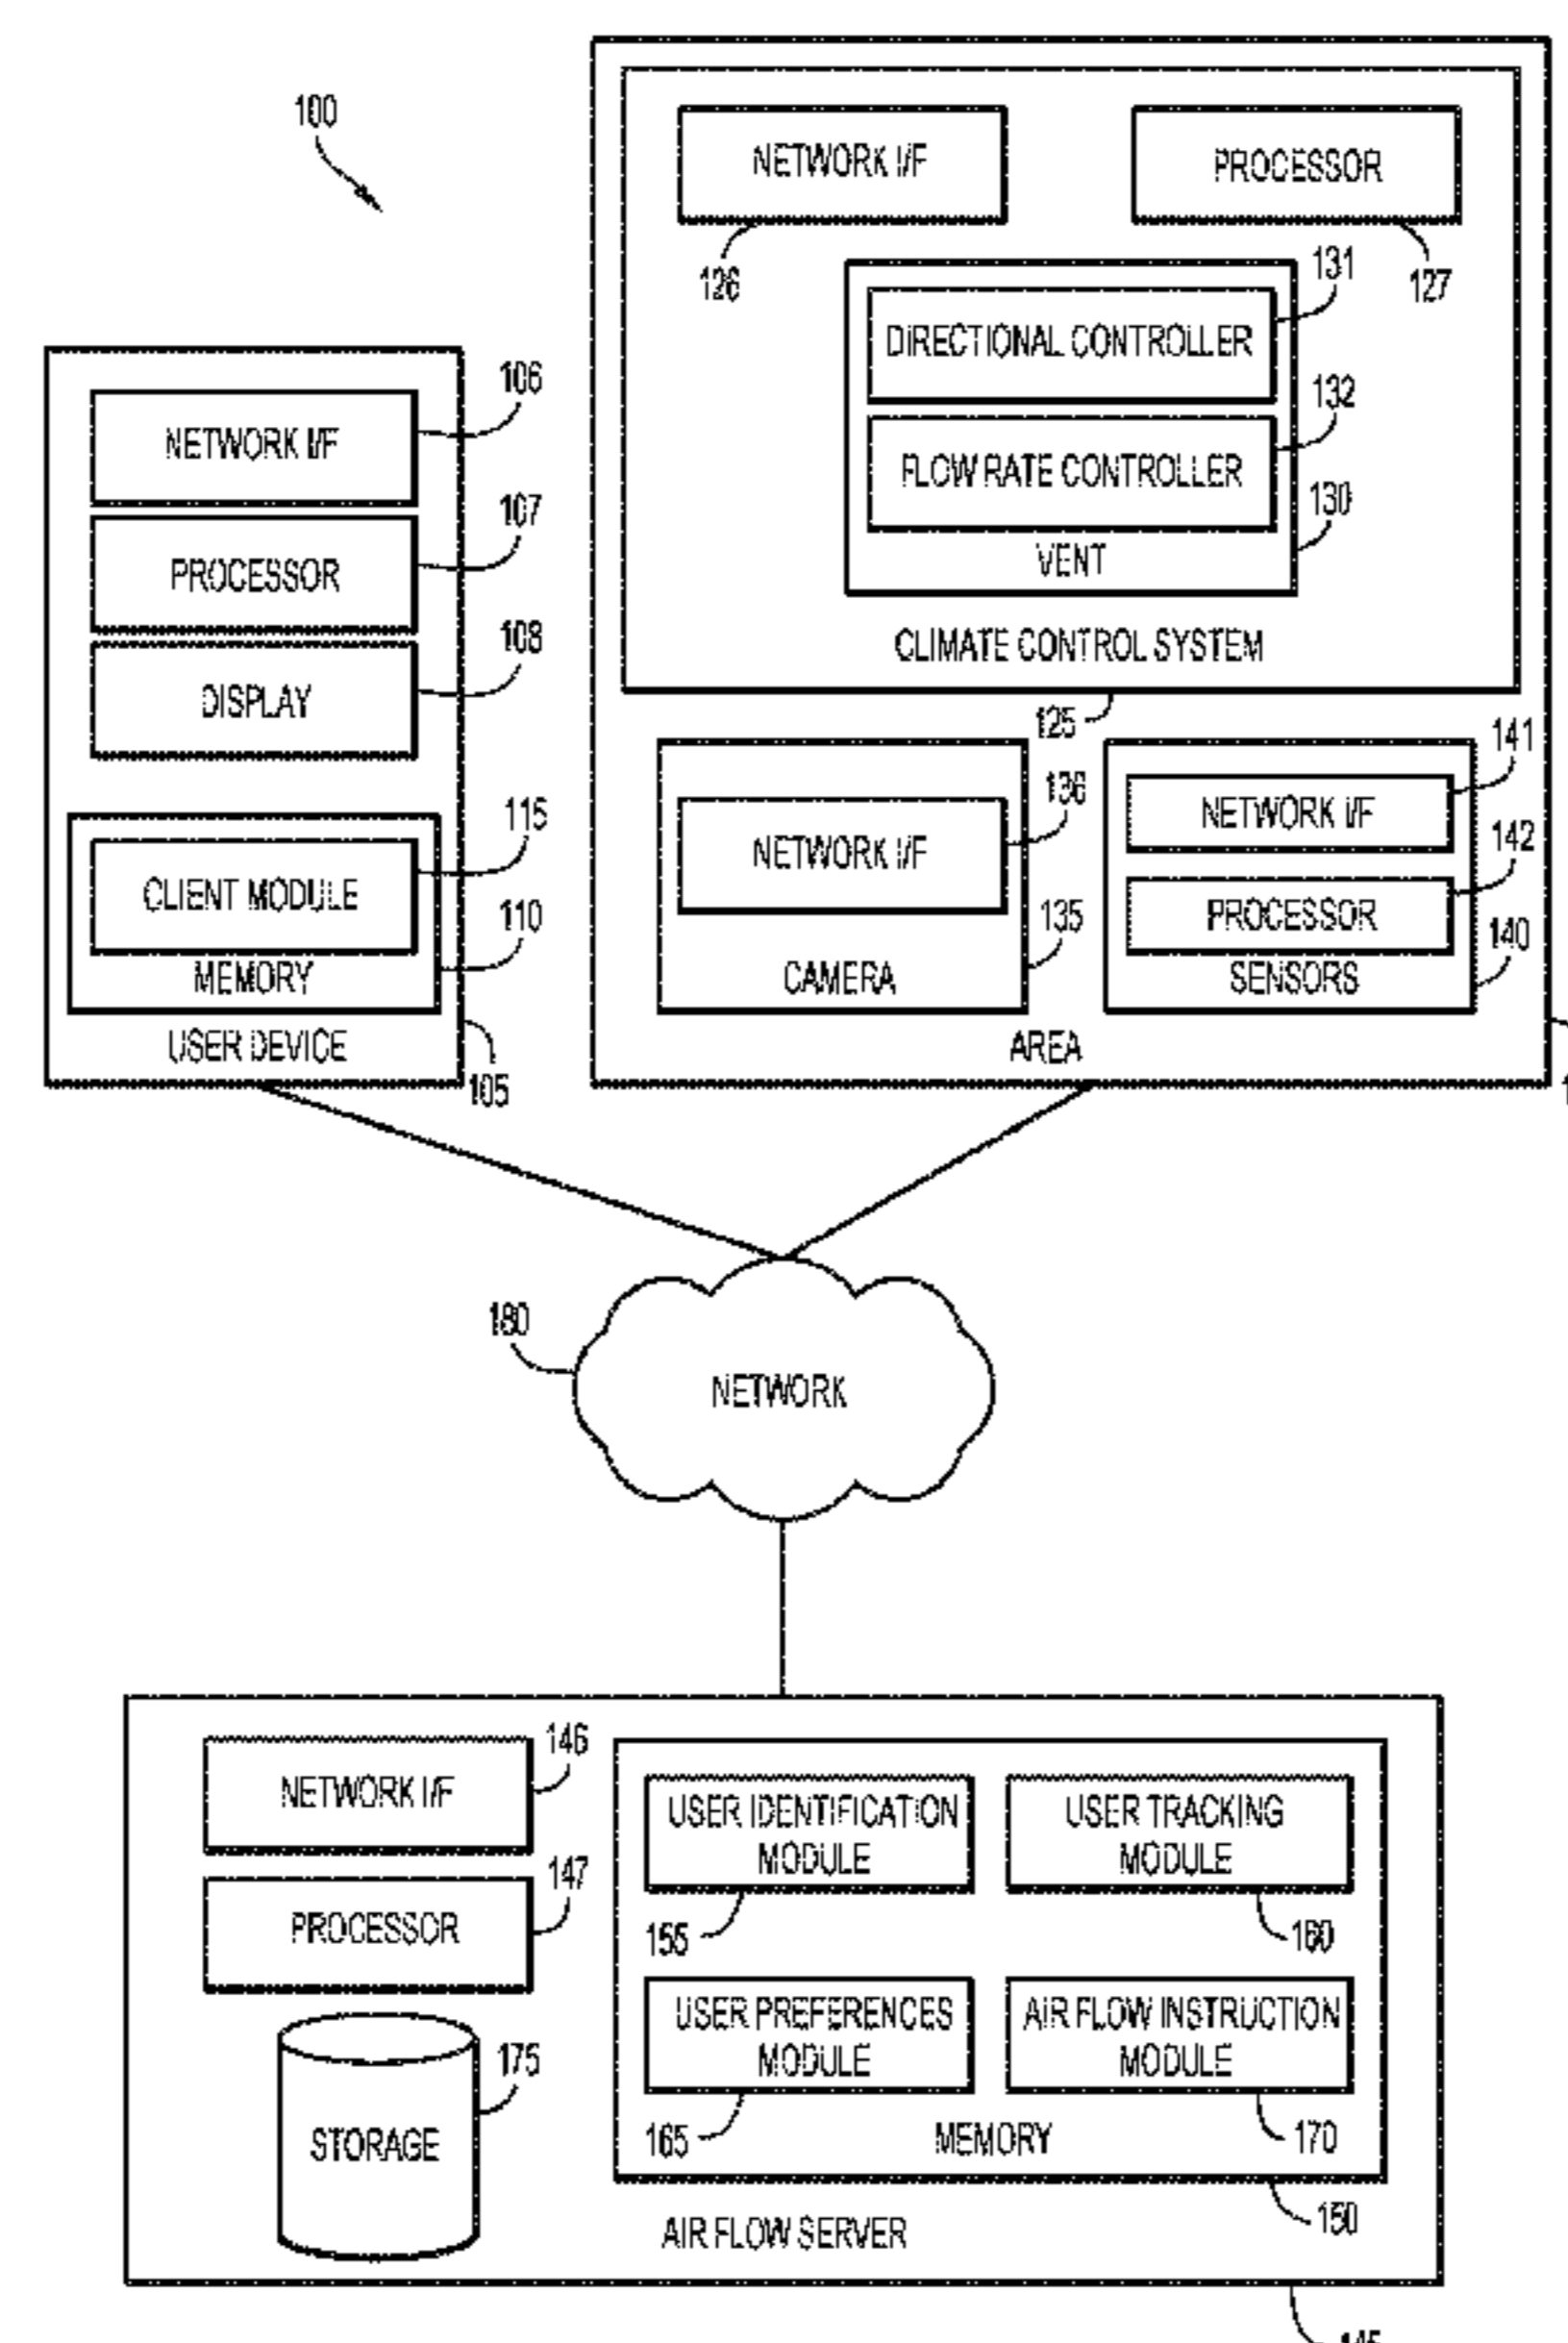 100
NETWORK I/F
126
PROCESSOR
127
DIRECTIONAL CONTROLLER
131
FLOW RATE CONTROLLER
132
VENT
130
CLIMATE CONTROL SYSTEM
125
NETWORK I/F
106
PROCESSOR
107
DISPLAY
108
CLIENT MODULE
115
MEMORY
110
USER DEVICE
105
NETWORK I/F
136
CAMERA
135
NETWORK I/F
141
PROCESSOR
142
SENSORS
140
AREA
180
NETWORK
NETWORK I/F
146
PROCESSOR
147
STORAGE
175
USER IDENTIFICATION
MODULE
155
USER TRACKING
MODULE
160
USER PREFERENCES
MODULE
165
AIR FLOW INSTRUCTION
MODULE
170
MEMORY
150
AIR FLOW SERVER